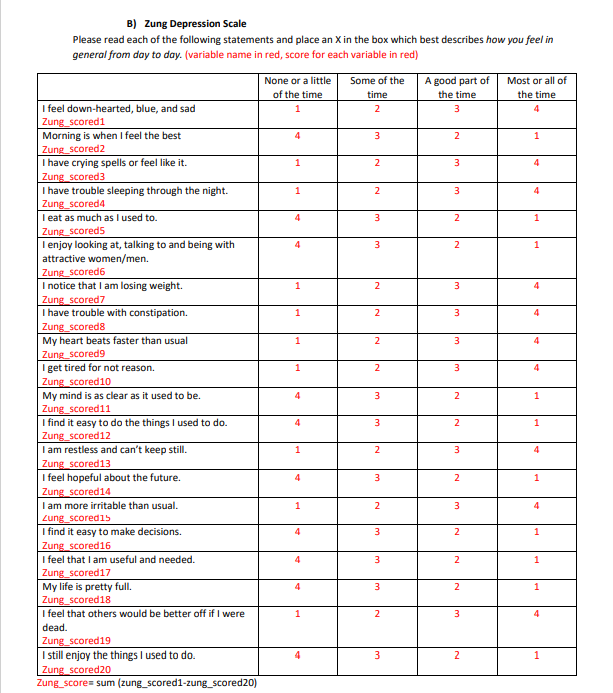 B) Zung Depression Scale
Please read each of the following statements and place an X in the box which best describes how you feel in
general from day to day. (variable name in red, score for each variable in red)
None or a little of the time Some of the time A good part of the time Most or all of the time
I feel down-hearted, blue, and sad 1 2 3 4
Zung_scored1
Morning is when I feel the best 4 3 2 1
Zung_scored2
I have crying spells or feel like it. 1 2 3 4
Zung_scored3
I have trouble sleeping through the night. 1 2 3 4
Zung_scored4
I eat as much as I used to. 4 3 2 1
Zung_scored5
I enjoy looking at, talking to and being with 4 3 2 1
attractive women/men.
Zung_scored6
I notice that I am losing weight. 1 2 3 4
Zung_scored7
I have trouble with constipation. 1 2 3 4
Zung_scored8
My heart beats faster than usual 1 2 3 4
Zung_scored9
I get tired for not reason. 1 2 3 4
Zung_scored10
My mind is as clear as it used to be. 4 3 2 1
Zung_scored11
I find it easy to do the things I used to do. 4 3 2 1
Zung_scored12
I am restless and can't keep still. 1 2 3 4
Zung_scored13
I feel hopeful about the future. 4 3 2 1
Zung_scored14
I am more irritable than usual. 1 2 3 4
Zung_scored15
I find it easy to make decisions. 4 3 2 1
Zung_scored16
I feel that I am useful and needed. 4 3 2 1
Zung_scored17
My life is pretty full. 4 3 2 1
Zung_scored18
I feel that others would be better off if I were 1 2 3 4
dead.
Zung_scored19
I still enjoy the things I used to do. 4 3 2 1
Zung_scored20
Zung_score= sum (zung_scored1-zung_scored20)